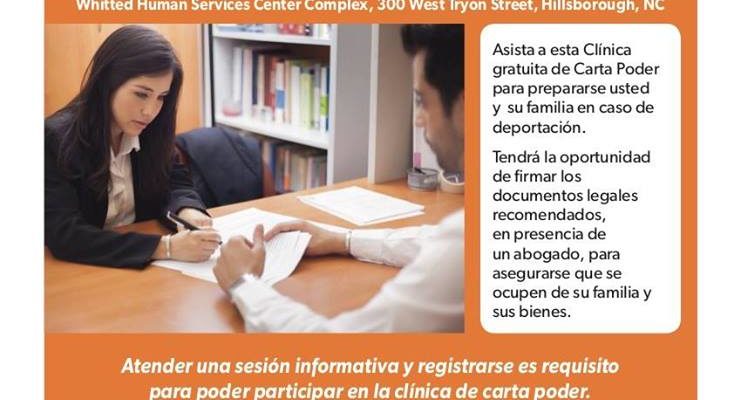 Whitted Human Services Center Complex, 300 West Tryon Street, Hillsborough, NC
Asista a esta Clínica
gratuita de Carta Poder
para prepararse usted
y su familia en caso de
deportación.
Tendrá la oportunidad
de firmar los
documentos legales
recomendados,
en presencia de
un abogado, para
asegurarse que se
ocupen de su familia y
sus bienes.
Atender una sesión informativa y registrarse es requisito
para poder participar en la clínica de carta poder.